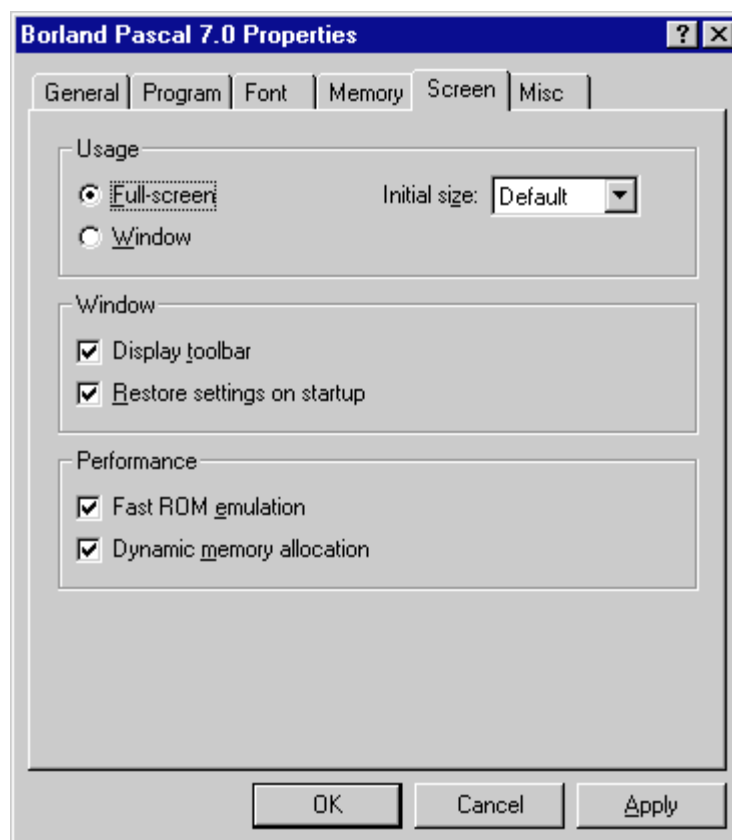 Borland Pascal 7.0 Properties
General Program Font Memory Screen Misc
Usage
Full-screen Initial size: Default
Window
Window
Display toolbar
Restore settings on startup
Performance
Fast ROM emulation
Dynamic memory allocation
OK Cancel Apply